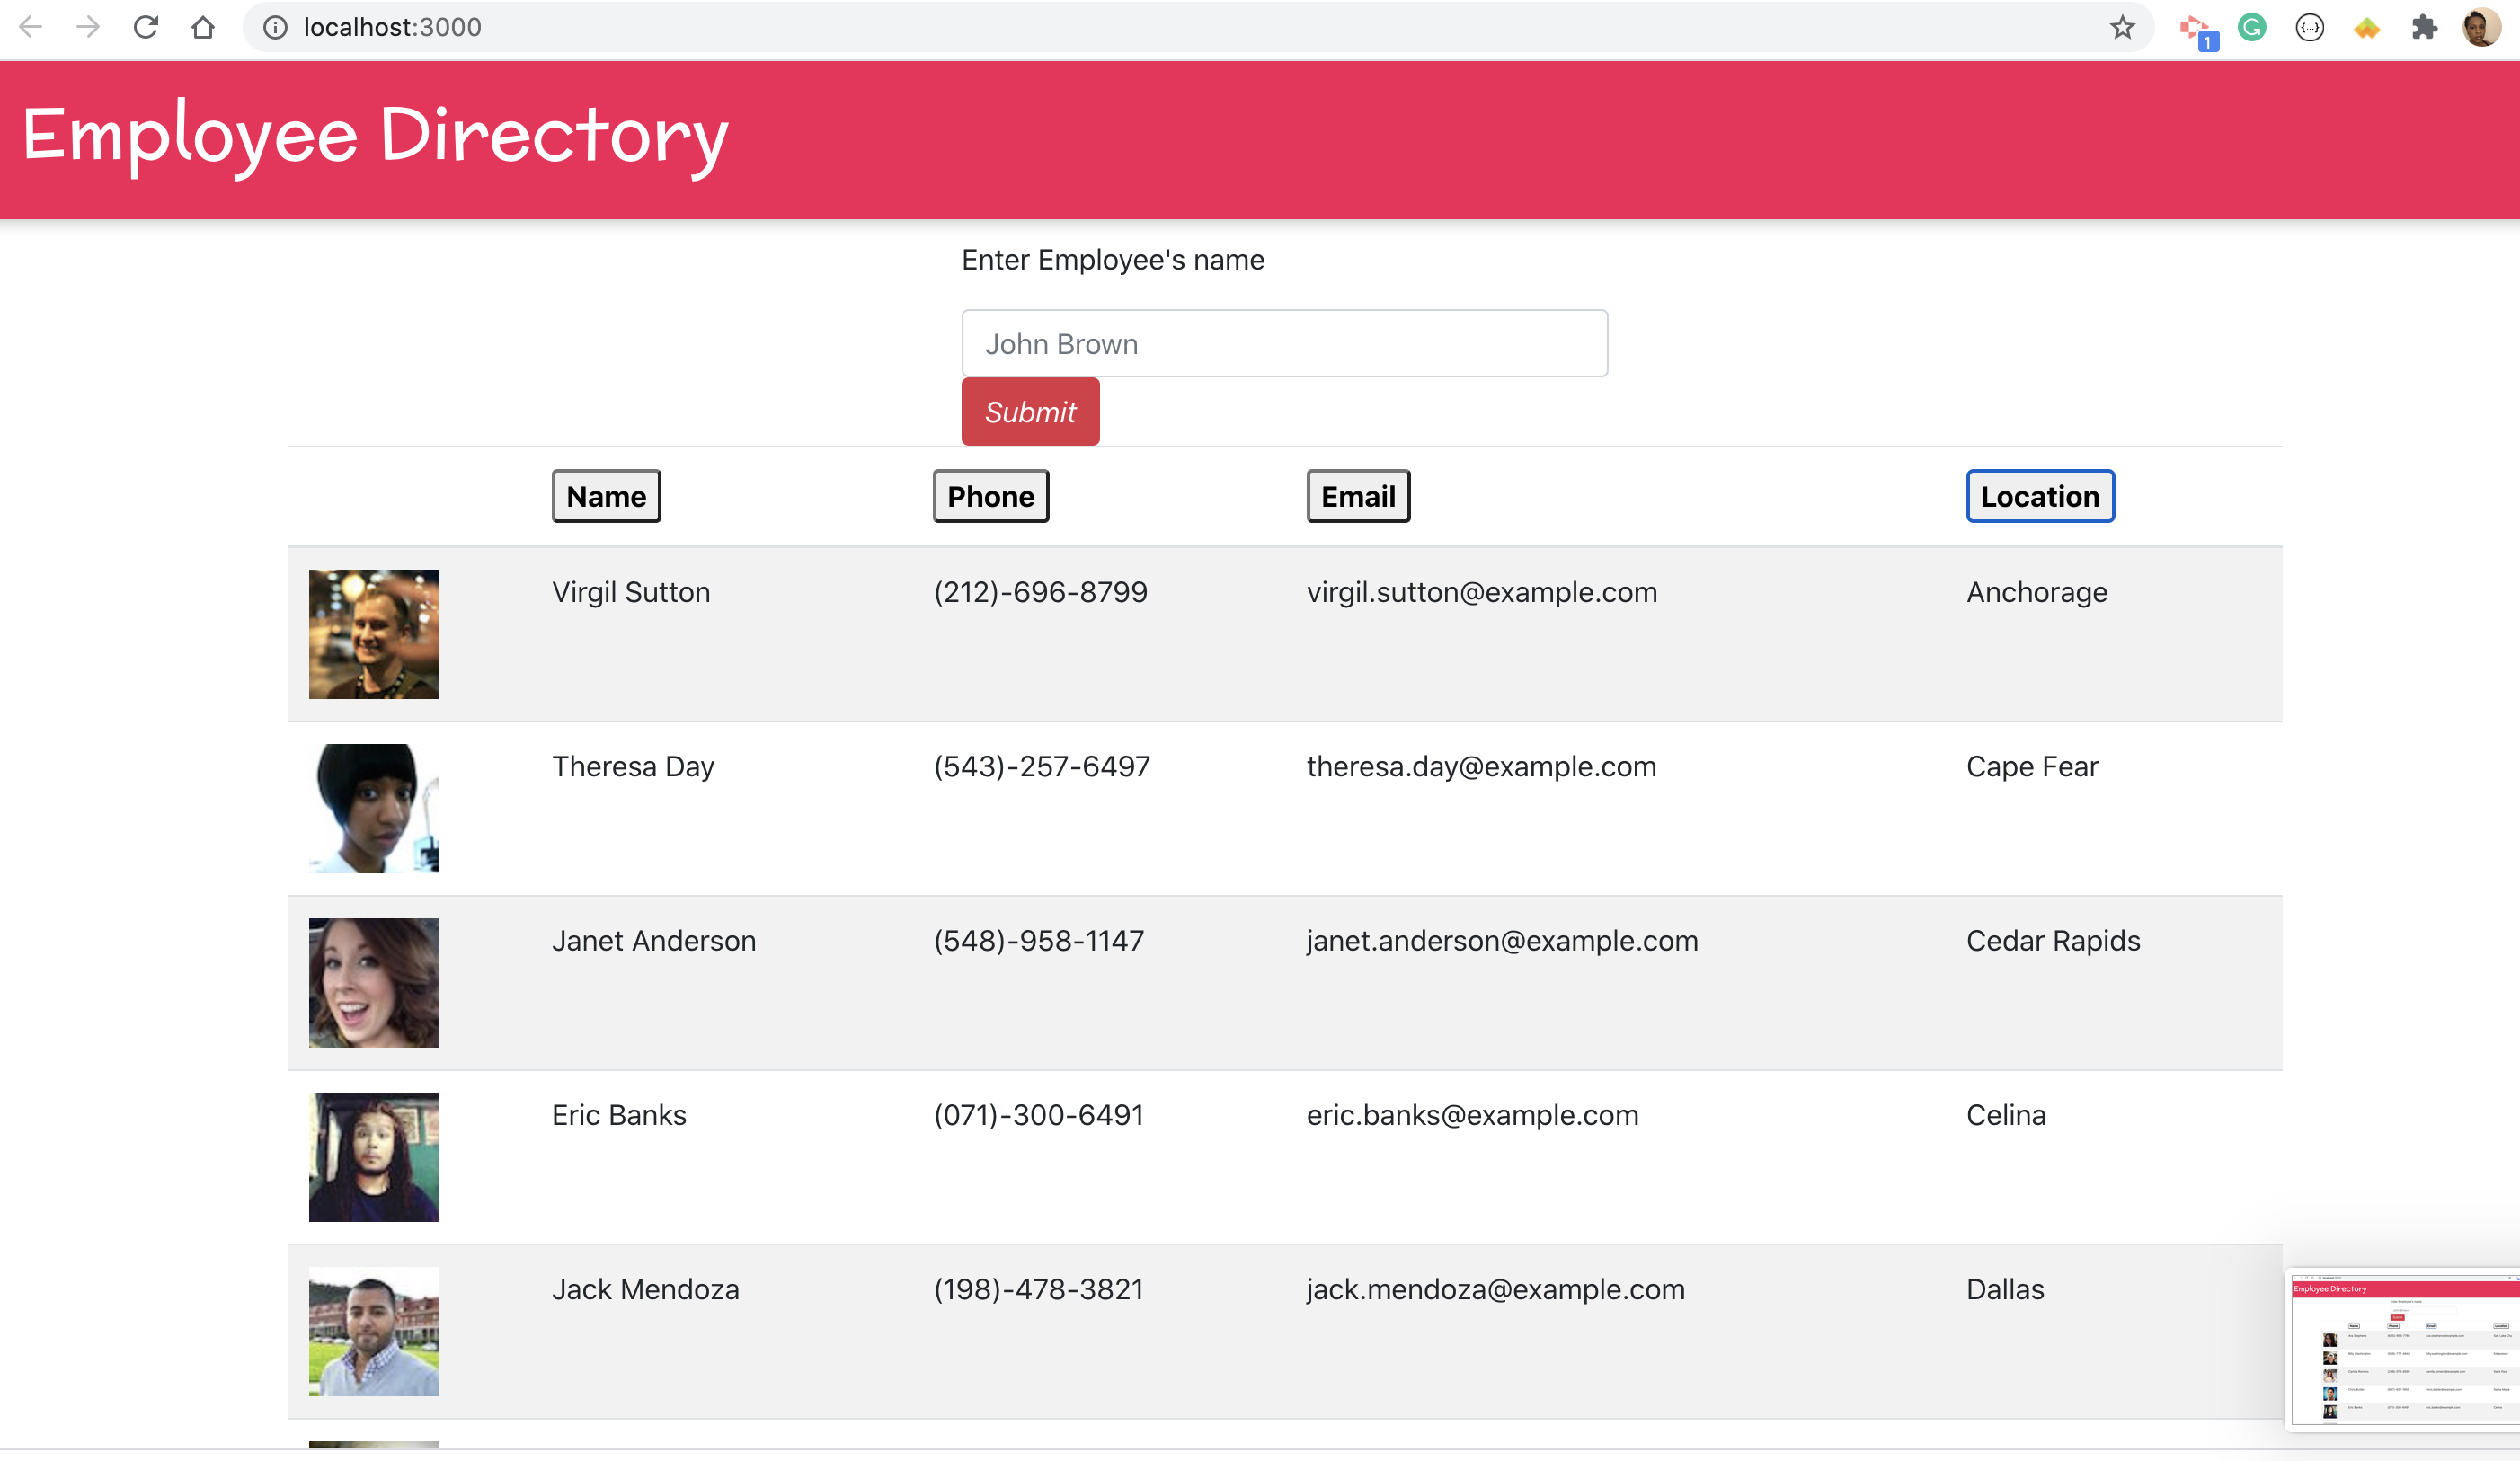 localhost:3000
1
Employee Directory
Enter Employee's name
John Brown
Submit
Name Phone Email Location
Virgil Sutton (212)-696-8799 virgil.sutton@example.com Anchorage
Theresa Day (543)-257-6497 theresa.day@example.com Cape Fear
Janet Anderson (548)-958-1147 janet.anderson@example.com Cedar Rapids
Eric Banks (071)-300-6491 eric.banks@example.com Celina
Jack Mendoza (198)-478-3821 jack.mendoza@example.com Dallas
Employee Directory